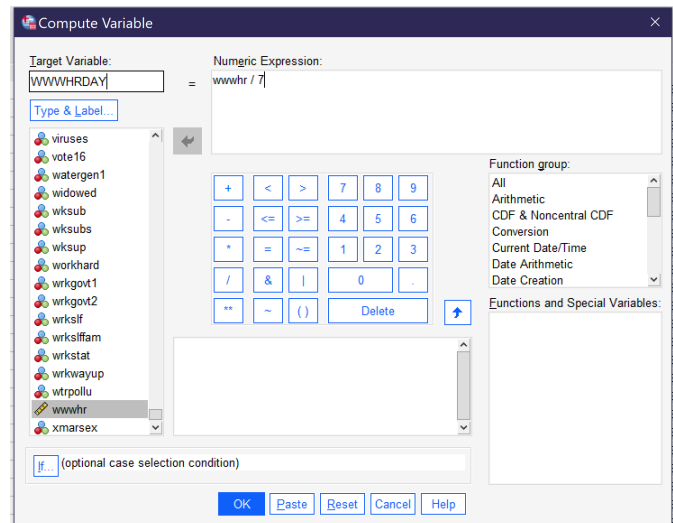 Compute Variable
Target Variable:
WWWHRDAY
=
Numeric Expression:
wwwhr / 7
Type & Label...
viruses
vote16
watergen1
widowed
wksub
wksubs
wksup
workhard
wrkgovt1
wrkgovt2
wrkslf
wrkslffam
wrkstat
wrkwayup
wtrpollu
wwwhr
xmarsex
+ < > 7 8 9
- <= >= 4 5 6
* = ~= 1 2 3
/ & | 0 .
** ~ ( ) Delete
Function group:
All
Arithmetic
CDF & Noncentral CDF
Conversion
Current Date/Time
Date Arithmetic
Date Creation
Functions and Special Variables:
If... (optional case selection condition)
OK Paste Reset Cancel Help